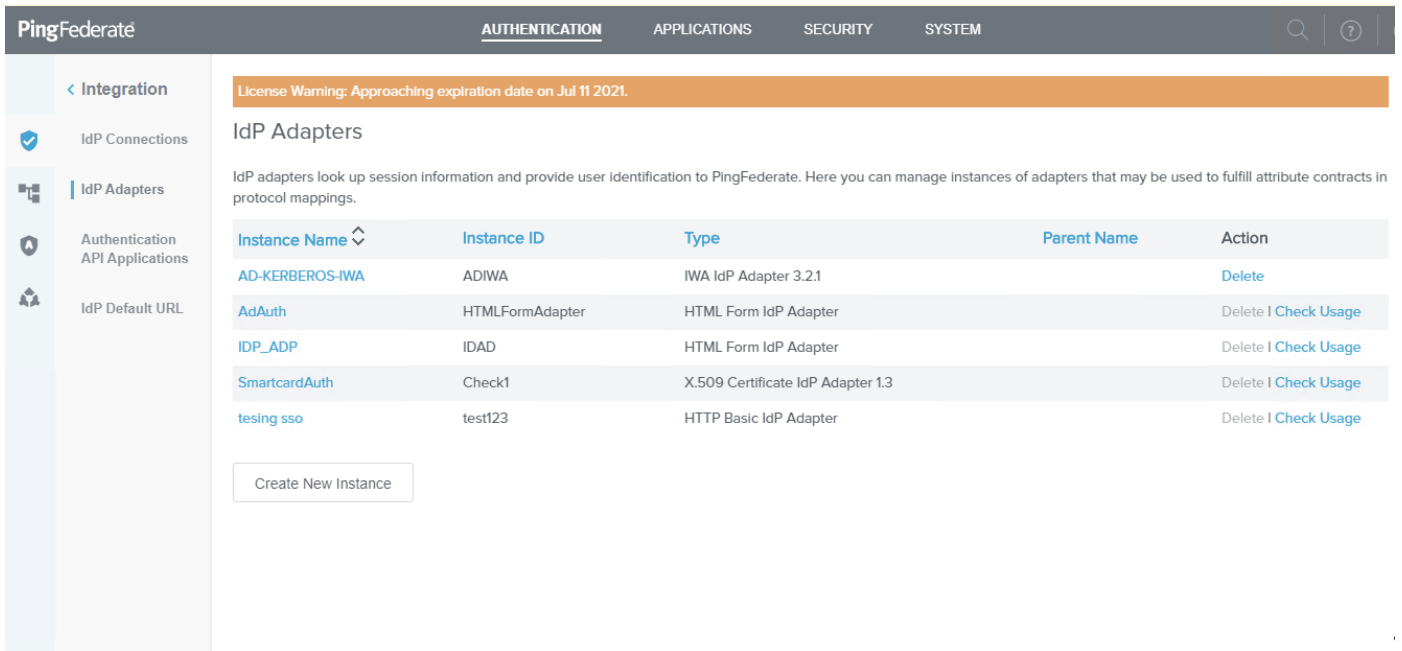 PingFederate
AUTHENTICATION APPLICATIONS SECURITY SYSTEM
Integration
IdP Connections
IdP Adapters
Authentication
API Applications
IdP Default URL
License Warning: Approaching expiration date on Jul 11 2021.
IdP Adapters
IdP adapters look up session information and provide user identification to PingFederate. Here you can manage instances of adapters that may be used to fulfill attribute contracts in
protocol mappings.
Instance Name Instance ID Type Parent Name Action
AD-KERBEROS-IWA ADIWA IWA IdP Adapter 3.2.1 Delete
AdAuth HTMLFormAdapter HTML Form IdP Adapter Delete | Check Usage
IDP_ADP IDAD HTML Form IdP Adapter Delete | Check Usage
SmartcardAuth Check1 X.509 Certificate IdP Adapter 1.3 Delete | Check Usage
tesing sso test123 HTTP Basic IdP Adapter Delete | Check Usage
Create New Instance